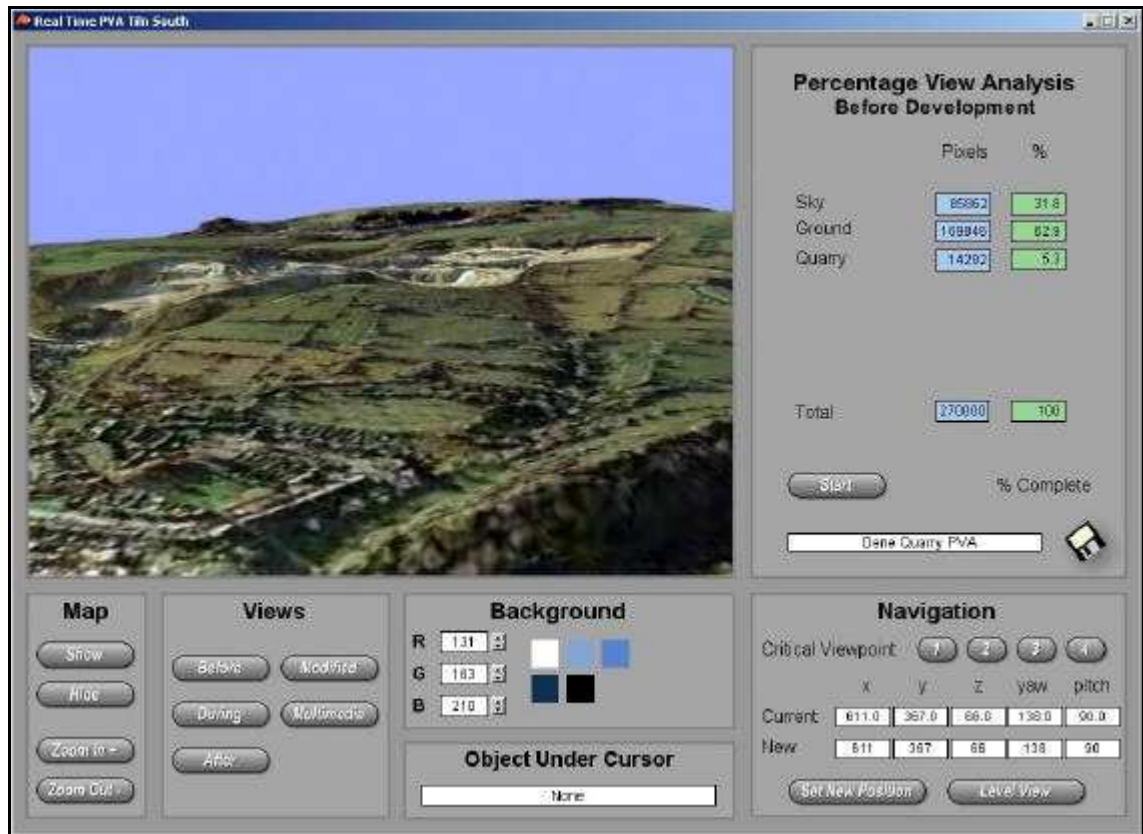 Real Time PVA Tiln South
Percentage View Analysis
Before Development
Pixels %
Sky 85862 31.8
Ground 169846 62.9
Quarry 14292 5.3
Total 270000 100
Start % Complete
Dene Quarry PVA
Map
Show
Hide
Zoom In +
Zoom Out -
Views
Before Modified
During Multimedia
After
Background
R 131
G 163
B 210
Object Under Cursor
None
Navigation
Critical Viewpoint 1 2 3 4
x y z yaw pitch
Current 611.0 367.0 66.0 138.0 90.0
New 611 367 66 138 90
Set New Position Level View